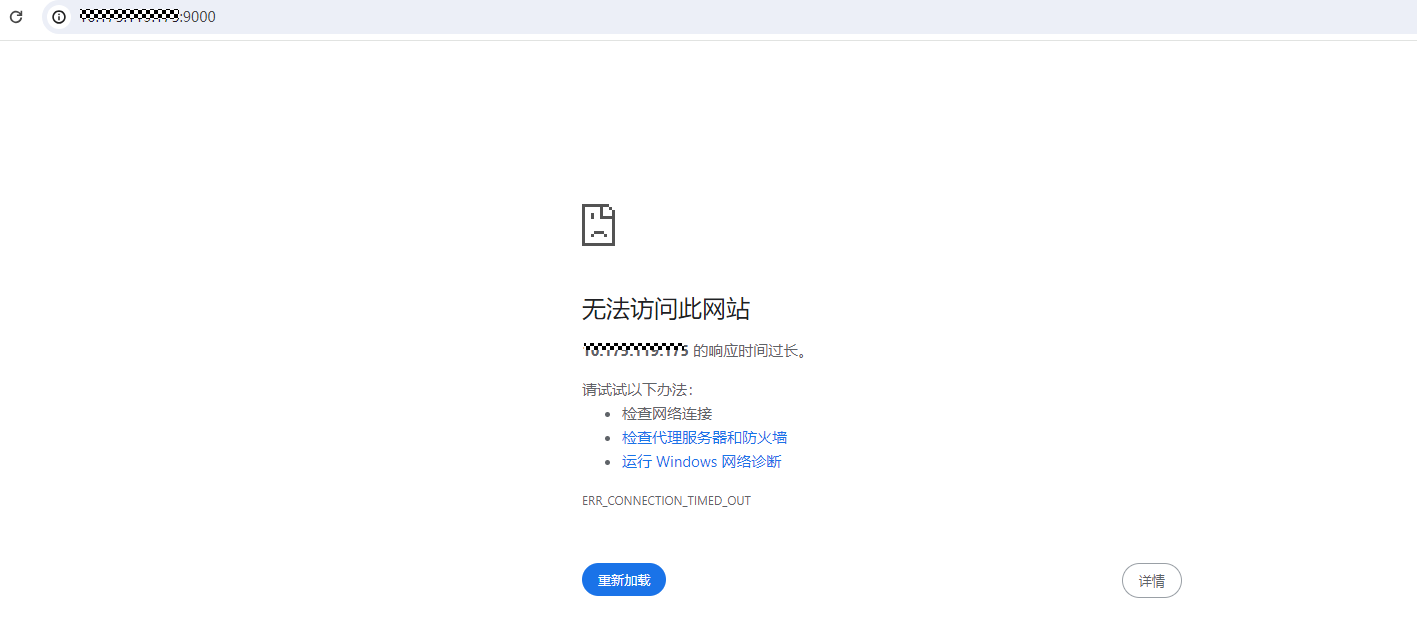 :9000
无法访问此网站
的响应时间过长。
请试试以下办法：
检查网络连接
检查代理服务器和防火墙
运行 Windows 网络诊断
ERR_CONNECTION_TIMED_OUT
重新加载
详情